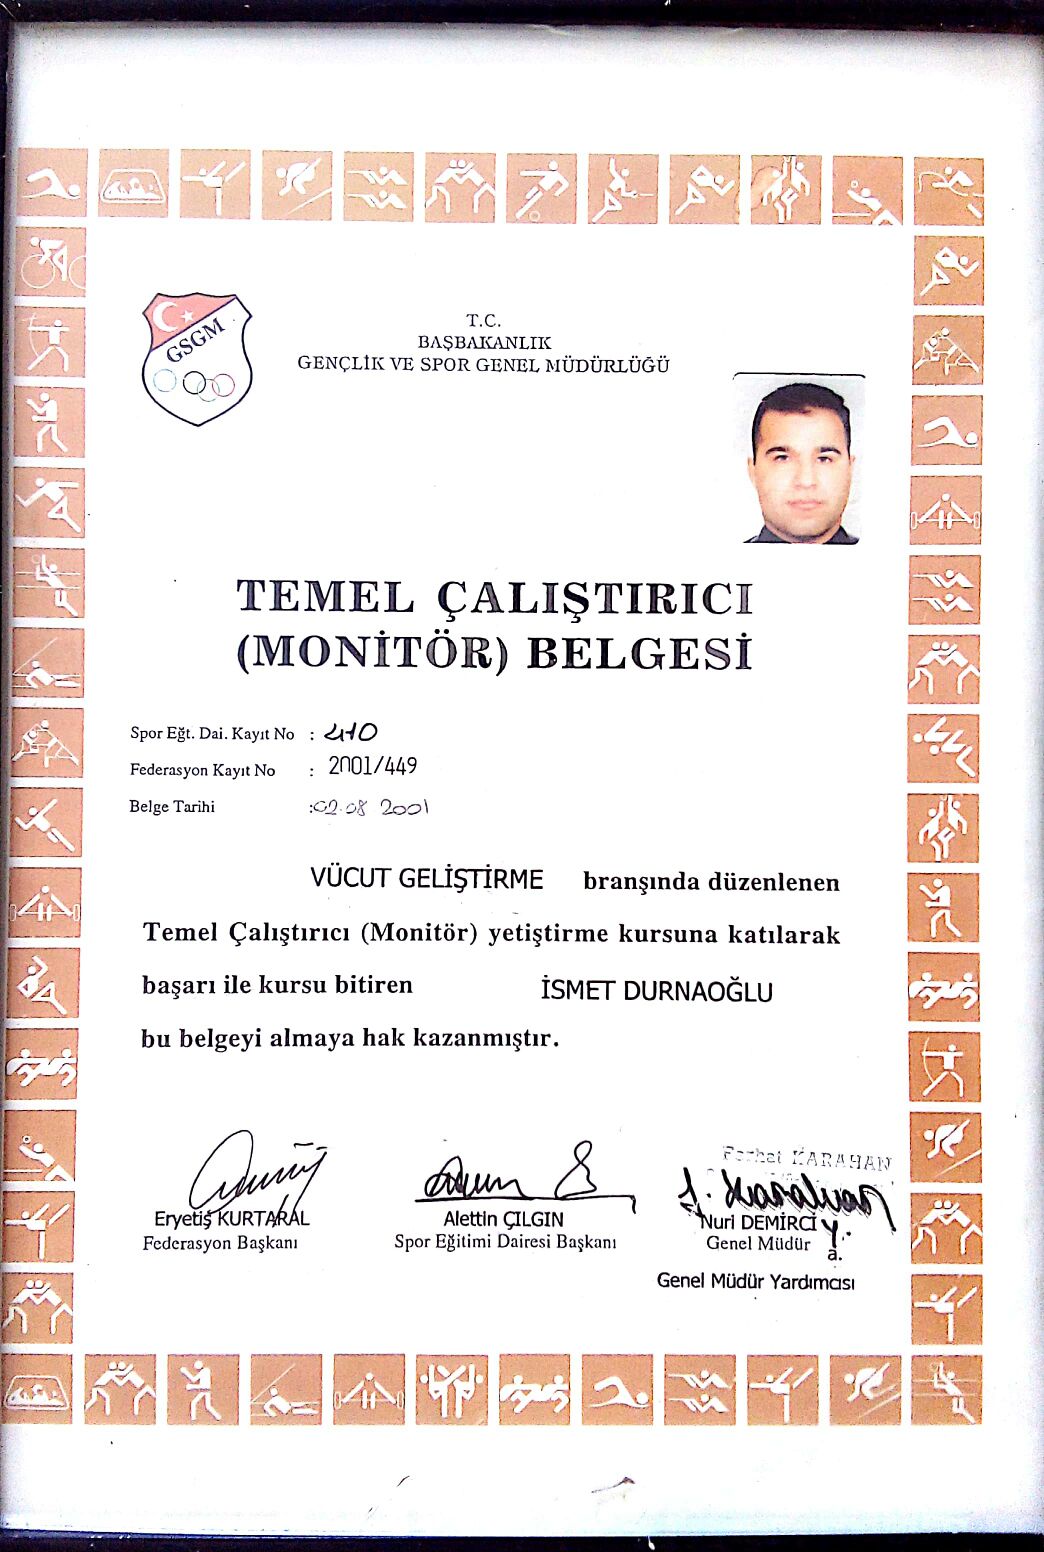 GSGM
T.C.
BAŞBAKANLIK
GENÇLİK VE SPOR GENEL MÜDÜRLÜĞÜ
TEMEL ÇALIŞTIRICI
(MONİTÖR) BELGESİ
Spor Eğt. Dai. Kayıt No : 410
Federasyon Kayıt No : 2001/449
Belge Tarihi :02.08 2001
VÜCUT GELİŞTİRME branşında düzenlenen
Temel Çalıştırıcı (Monitör) yetiştirme kursuna katılarak
başarı ile kursu bitiren İSMET DURNAOĞLU
bu belgeyi almaya hak kazanmıştır.
Ferhat KARAHAN
Eryetiş KURTARAL Alettin ÇILGIN Nuri DEMİRCİ Y.
Federasyon Başkanı Spor Eğitimi Dairesi Başkanı Genel Müdür a.
Genel Müdür Yardımcısı